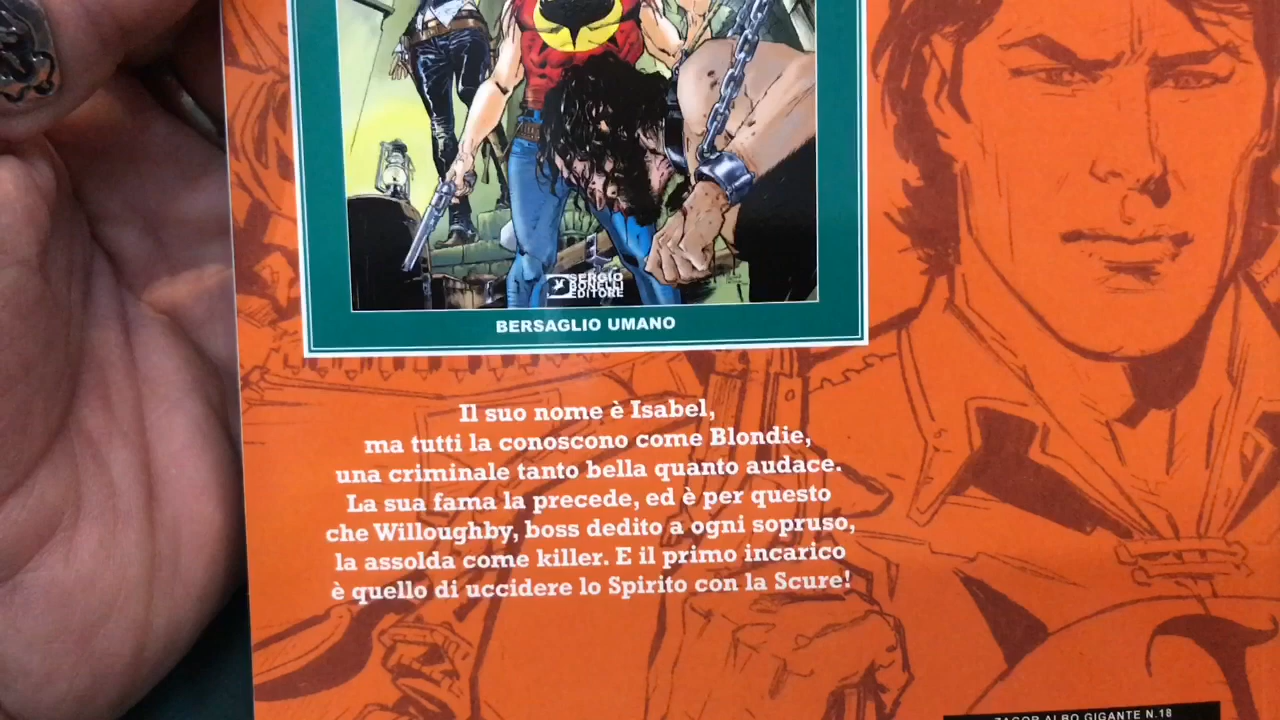 SERGIO
BONELLI
EDITORE
BERSAGLIO UMANO
Il suo nome è Isabel,
ma tutti la conoscono come Blondie,
una criminale tanto bella quanto audace.
La sua fama la precede, ed è per questo
che Willoughby, boss dedito a ogni sopruso,
la assolda come killer. E il primo incarico
è quello di uccidere lo Spirito con la Scure!
ZAGOR ALBO GIGANTE N.18